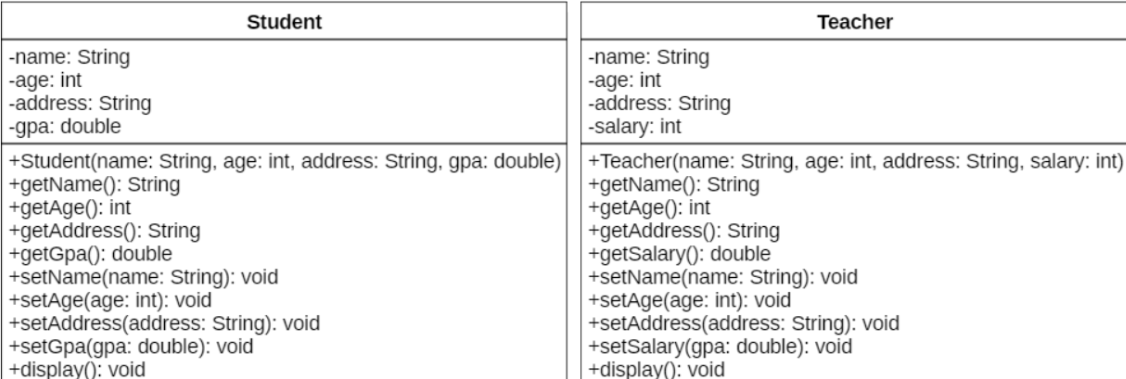 Student
-name: String
-age: int
-address: String
-gpa: double
+Student(name: String, age: int, address: String, gpa: double)
+getName(): String
+getAge(): int
+getAddress(): String
+getGpa(): double
+setName(name: String): void
+setAge(age: int): void
+setAddress(address: String): void
+setGpa(gpa: double): void
+display(): void
Teacher
-name: String
-age: int
-address: String
-salary: int
+Teacher(name: String, age: int, address: String, salary: int)
+getName(): String
+getAge(): int
+getAddress(): String
+getSalary(): double
+setName(name: String): void
+setAge(age: int): void
+setAddress(address: String): void
+setSalary(gpa: double): void
+display(): void